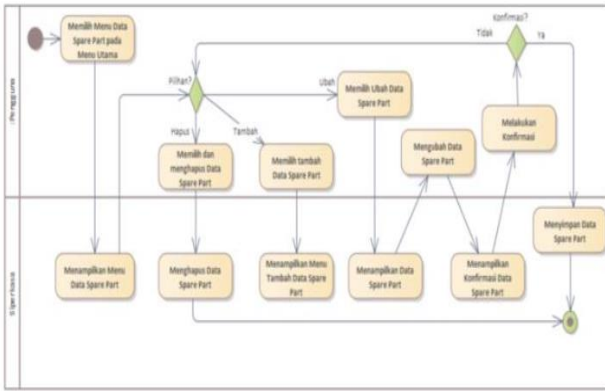 Konfirmasi?
Memilih Menu Data
Spare Part pada
Menu Utama
Tidak
Ya
Pilihan?
Ubah
Memilih Ubah Data
Spare Part
Melakukan
Konfirmasi
Hapus
Tambah
Mengubah Data
Spare Part
Memilih dan
menghapus Data
Spare Part
Memilih tambah
Data Spare Part
Menyimpan Data
Spare Part
Menampilkan Menu
Data Spare Part
Menghapus Data
Spare Part
Menampilkan Menu
Tambah Data Spare
Part
Menampilkan Data
Spare Part
Menampilkan
Konfirmasi Data
Spare Part